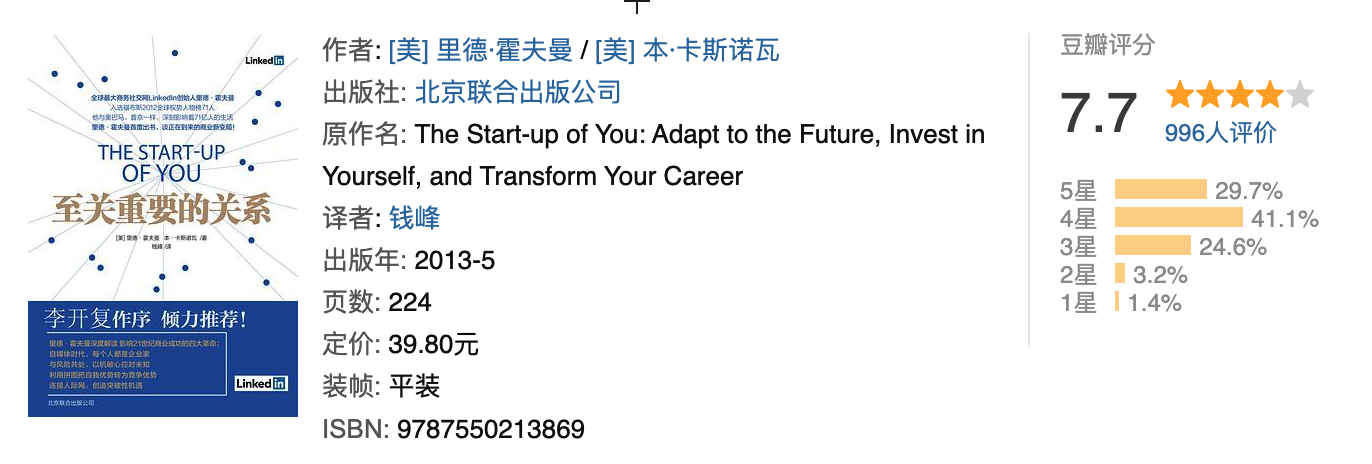 LinkedIn
全球最大商务社交网LinkedIn创始人里德·霍夫曼
入选福布斯2012全球权势人物榜71人
他与奥巴马、普京一样，深刻影响着71亿人的生活
里德·霍夫曼首度出书，谈正在到来的商业新变局！
THE START-UP
OF YOU
至关重要的关系
[美] 里德·霍夫曼 本·卡斯诺瓦 /著
钱峰 /译
李开复作序 倾力推荐！
里德·霍夫曼深度解读 影响21世纪商业成功的四大革命：
自媒体时代，每个人都是企业家
与风险共处，以机敏心应对未知
利用拼图把自我优势转为竞争优势
连接人际网，创造突破性机遇
LinkedIn
北京联合出版公司
作者: [美] 里德·霍夫曼 / [美] 本·卡斯诺瓦
出版社: 北京联合出版公司
原作名: The Start-up of You: Adapt to the Future, Invest in
Yourself, and Transform Your Career
译者: 钱峰
出版年: 2013-5
页数: 224
定价: 39.80元
装帧: 平装
ISBN: 9787550213869
豆瓣评分
7.7
996人评价
5星 29.7%
4星 41.1%
3星 24.6%
2星 3.2%
1星 1.4%